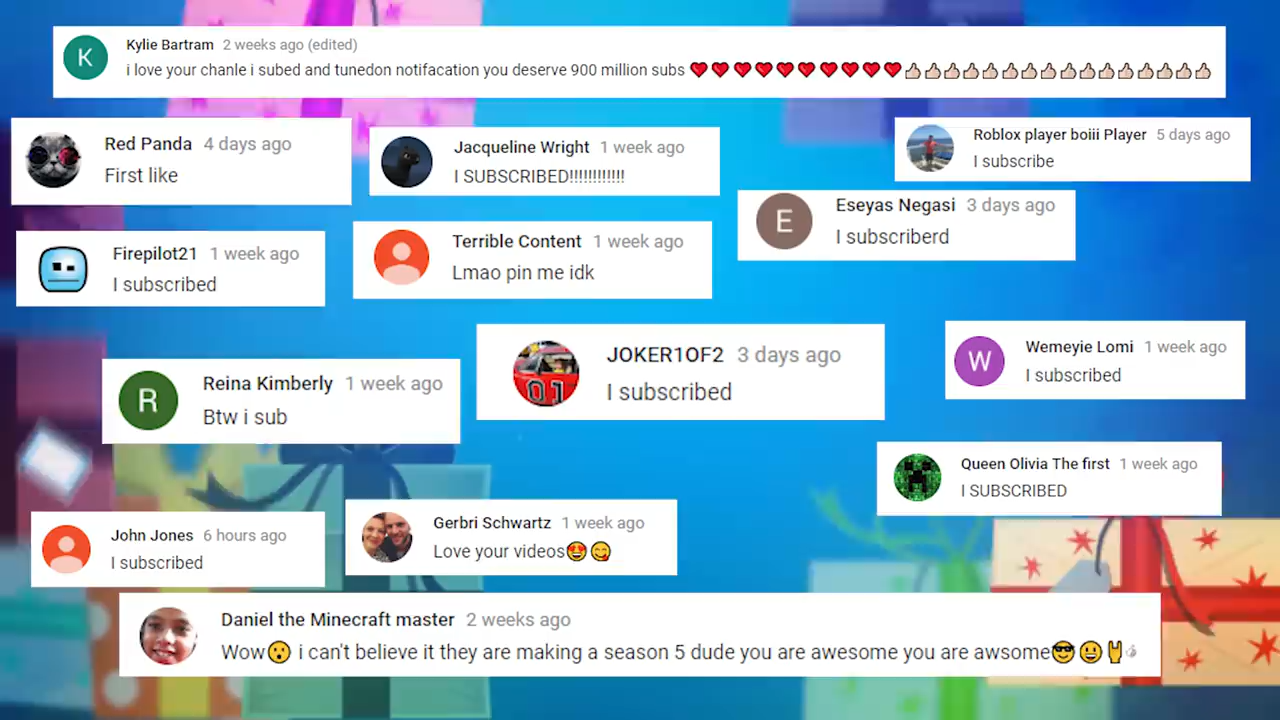 K
Kylie Bartram 2 weeks ago (edited)
i love your chanle i subed and tunedon notifacation you deserve 900 million subs ❤❤❤❤❤❤❤❤❤❤👍🏻👍🏻👍🏻👍🏻👍🏻👍🏻👍🏻👍🏻👍🏻👍🏻👍🏻👍🏻👍🏻👍🏻👍🏻👍🏻
Red Panda 4 days ago
First like
Jacqueline Wright 1 week ago
I SUBSCRIBED!!!!!!!!!!!!
Roblox player boiii Player 5 days ago
I subscribe
E
Eseyas Negasi 3 days ago
I subscriberd
Firepilot21 1 week ago
I subscribed
Terrible Content 1 week ago
Lmao pin me idk
JOKER1OF2 3 days ago
I subscribed
01
W
Wemeyie Lomi 1 week ago
I subscribed
R
Reina Kimberly 1 week ago
Btw i sub
Queen Olivia The first 1 week ago
I SUBSCRIBED
John Jones 6 hours ago
I subscribed
Gerbri Schwartz 1 week ago
Love your videos😍😋
Daniel the Minecraft master 2 weeks ago
Wow😮 i can't believe it they are making a season 5 dude you are awesome you are awsome😎😀🤘💣